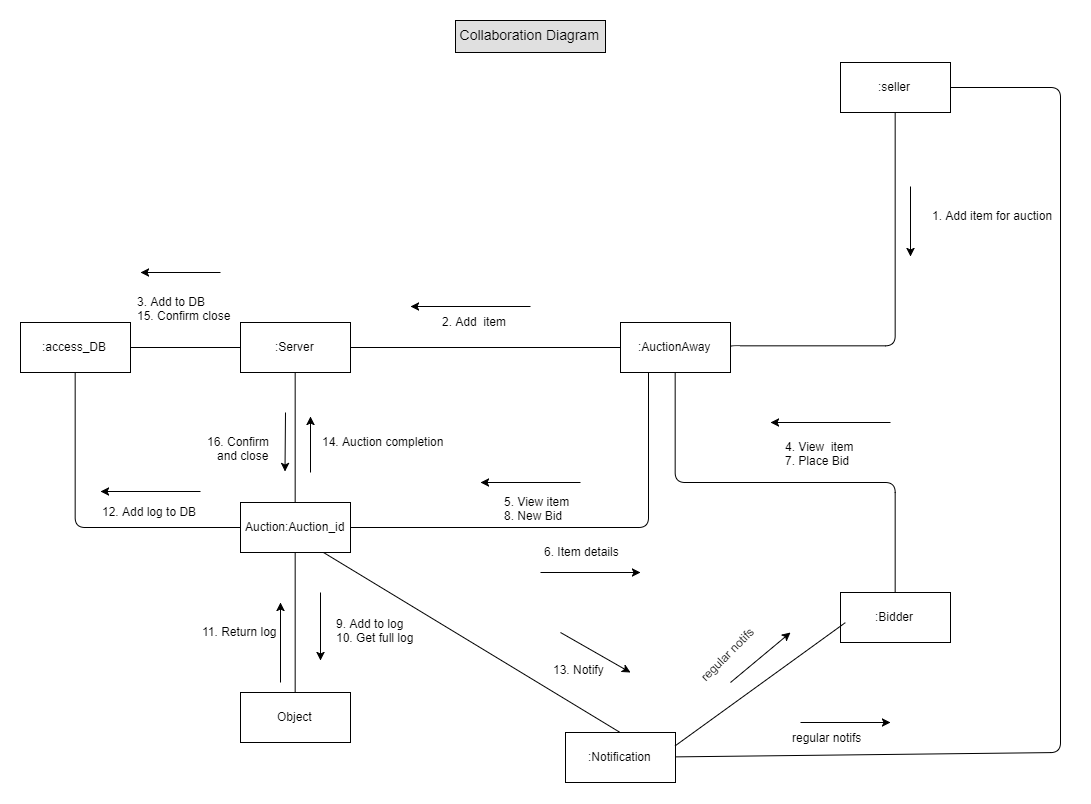 Collaboration Diagram
:seller
1. Add item for auction
3. Add to DB
15. Confirm close
2. Add  item
:access_DB
:Server
:AuctionAway
16. Confirm
and close
14. Auction completion
4. View  item
7. Place Bid
12. Add log to DB
Auction:Auction_id
5. View item
8. New Bid
6. Item details
11. Return log
9. Add to log
10. Get full log
:Bidder
13. Notify
regular notifs
Object
:Notification
regular notifs